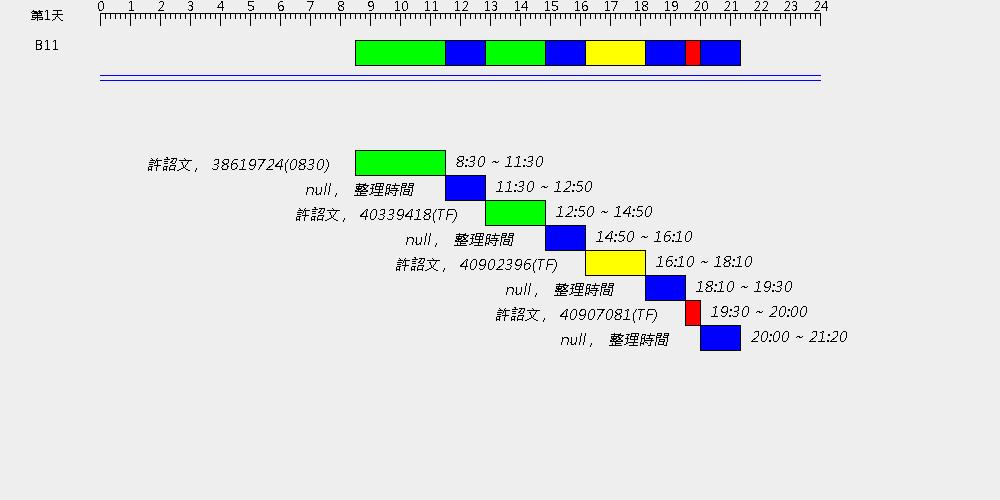 第1天 0 1 2 3 4 5 6 7 8 9 10 11 12 13 14 15 16 17 18 19 20 21 22 23 24
B11
許詔文， 38619724(0830) 8:30 ~ 11:30
null， 整理時間 11:30 ~ 12:50
許詔文， 40339418(TF) 12:50 ~ 14:50
null， 整理時間 14:50 ~ 16:10
許詔文， 40902396(TF) 16:10 ~ 18:10
null， 整理時間 18:10 ~ 19:30
許詔文， 40907081(TF) 19:30 ~ 20:00
null， 整理時間 20:00 ~ 21:20